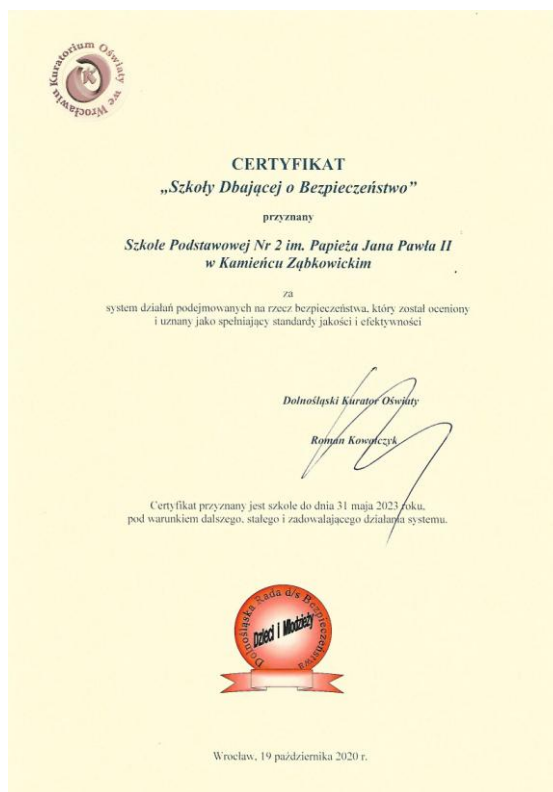 Kuratorium Oświaty we Wrocławiu
CERTYFIKAT
„Szkoły Dbającej o Bezpieczeństwo”
przyznany
Szkole Podstawowej Nr 2 im. Papieża Jana Pawła II
w Kamieńcu Ząbkowickim
za
system działań podejmowanych na rzecz bezpieczeństwa, który został oceniony
i uznany jako spełniający standardy jakości i efektywności
Dolnośląski Kurator Oświaty
Roman Kowalczyk
Certyfikat przyznany jest szkole do dnia 31 maja 2023 roku,
pod warunkiem dalszego, stałego i zadowalającego działania systemu.
Dolnośląska Rada d/s Bezpieczeństwa
Dzieci i Młodzieży
Wrocław, 19 października 2020 r.